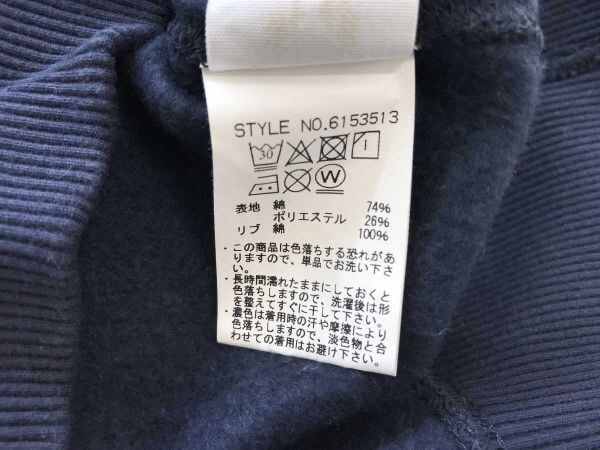 STYLE NO.6153513
30
W
表地 綿 74%
ポリエステル 26%
リブ 綿 100%
・この商品は色落ちする恐れがあ
りますので、単品でお洗い下さ
い。
・長時間濡れたままにしておくと
色落ちしますので、洗濯後は形
を整えてすぐに干して下さい。
・濃色は着用時の汗や摩擦により
色落ちしますので、淡色物と合
わせての着用はお避け下さい。